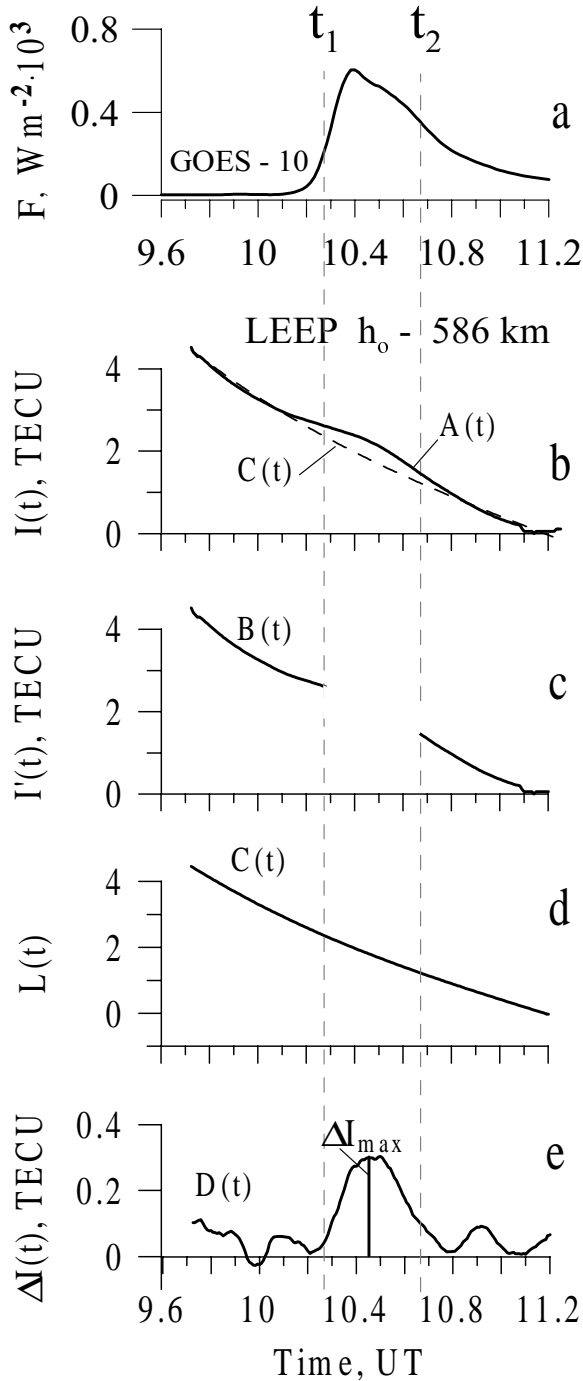 t₁ t₂
0.8
0.4
0
F, Wm⁻²·10³
GOES - 10
a
9.6 10 10.4 10.8 11.2
LEEP hₒ - 586 km
4
2
0
I(t), TECU
A(t)
C(t)
b
4
2
0
I'(t), TECU
B(t)
c
4
2
0
L(t)
C(t)
d
0.4
0.2
0
ΔI(t), TECU
ΔImax
D(t)
e
9.6 10 10.4 10.8 11.2
Time, UT